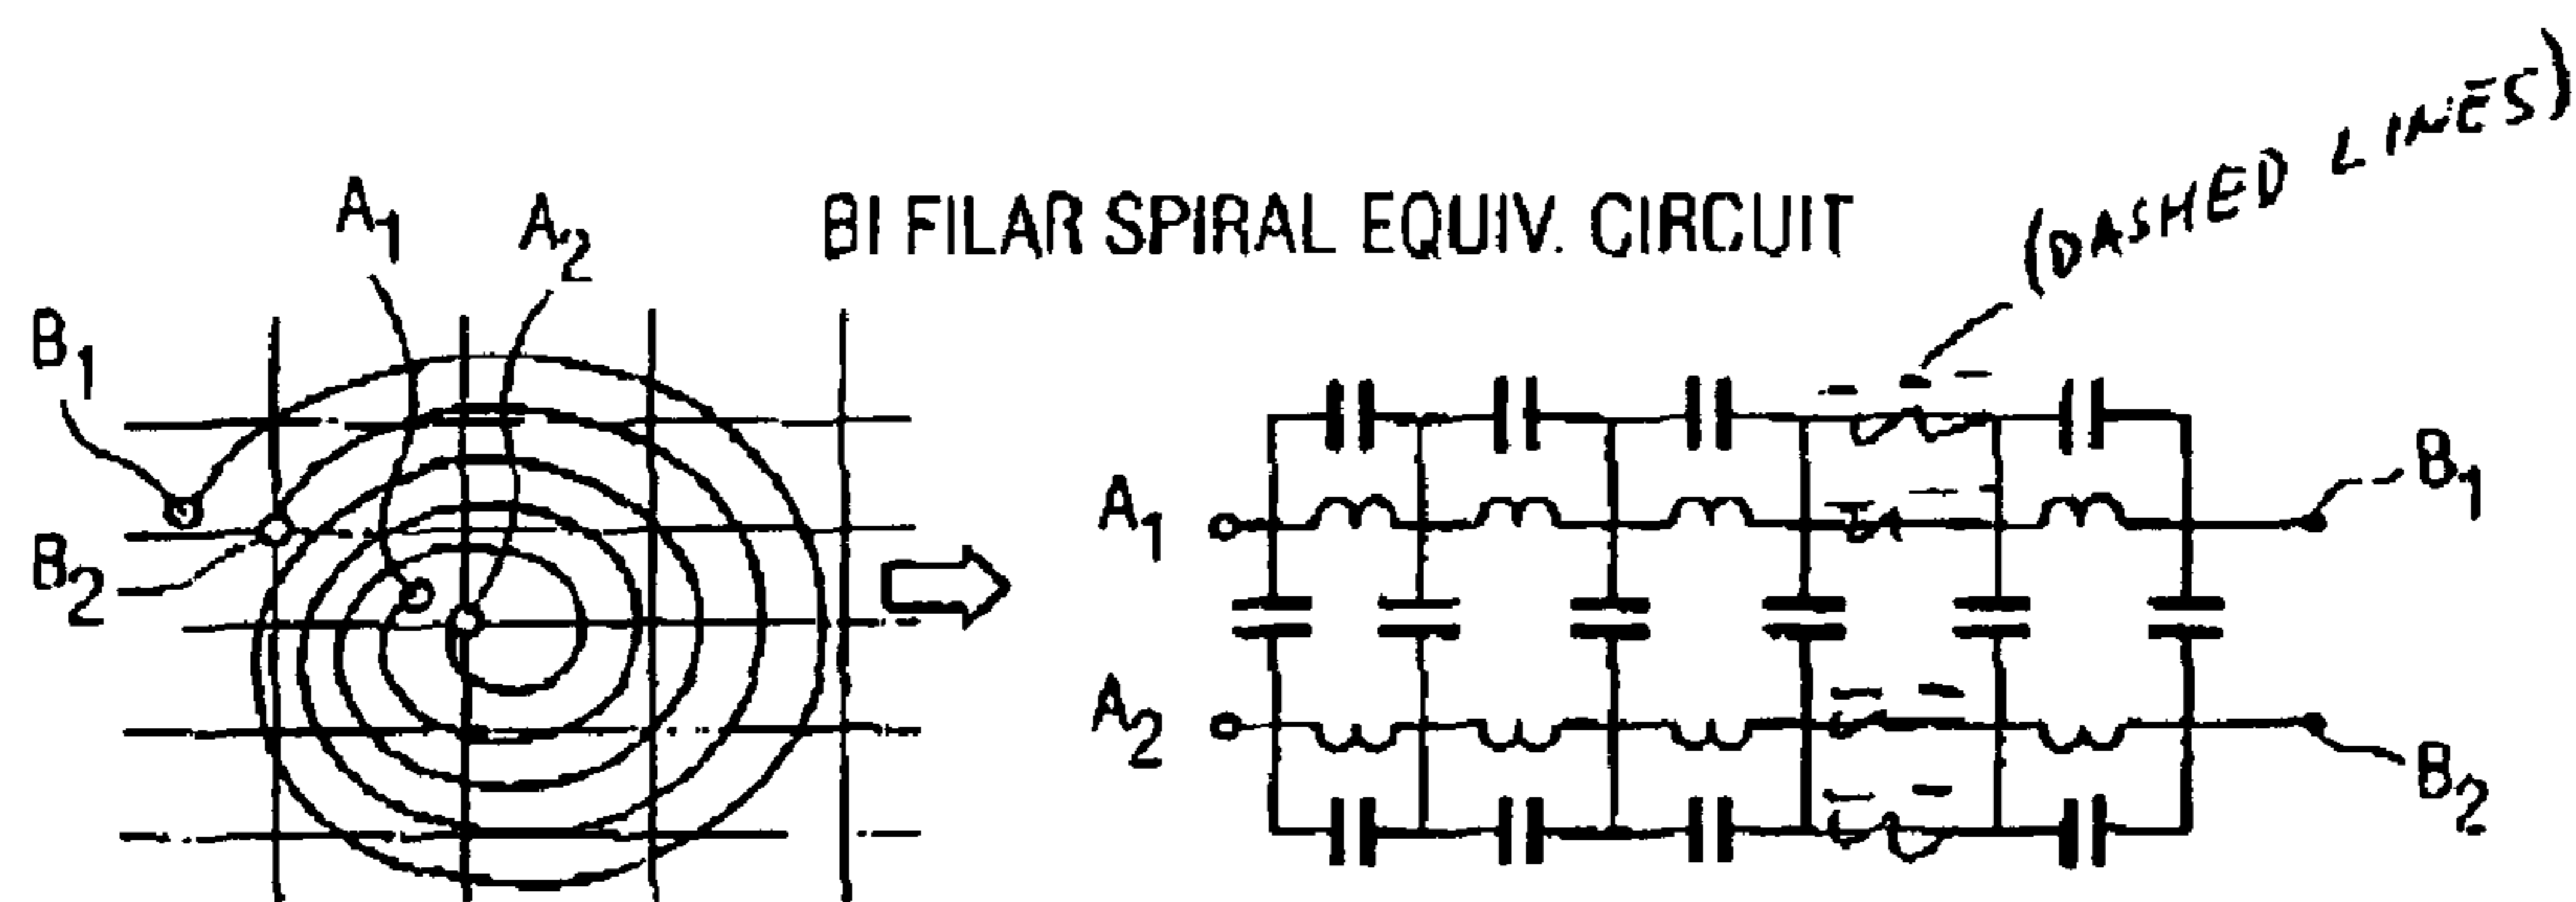 BI FILAR SPIRAL EQUIV. CIRCUIT
(DASHED LINES)
A1
A2
B1
B2
A1
A2
B1
B2